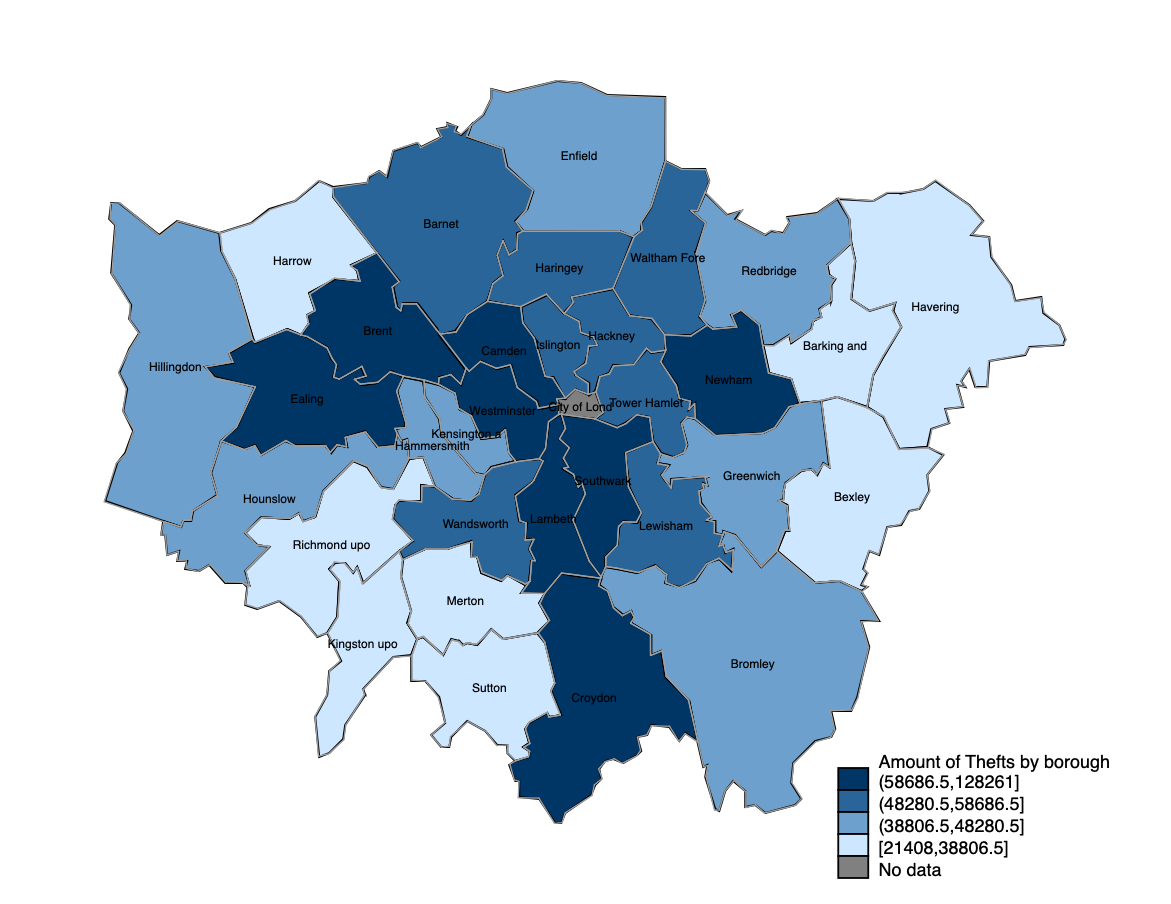 Enfield
Barnet
Haringey
Waltham Fore
Redbridge
Harrow
Havering
Brent
Camden
Islington
Hackney
Barking and
Hillingdon
Ealing
Newham
Westminster
City of Lond
Tower Hamlet
Kensington a
Hammersmith
Hounslow
Southwark
Greenwich
Bexley
Lambeth
Wandsworth
Lewisham
Richmond upo
Merton
Kingston upo
Bromley
Sutton
Croydon
Amount of Thefts by borough
(58686.5,128261]
(48280.5,58686.5]
(38806.5,48280.5]
[21408,38806.5]
No data